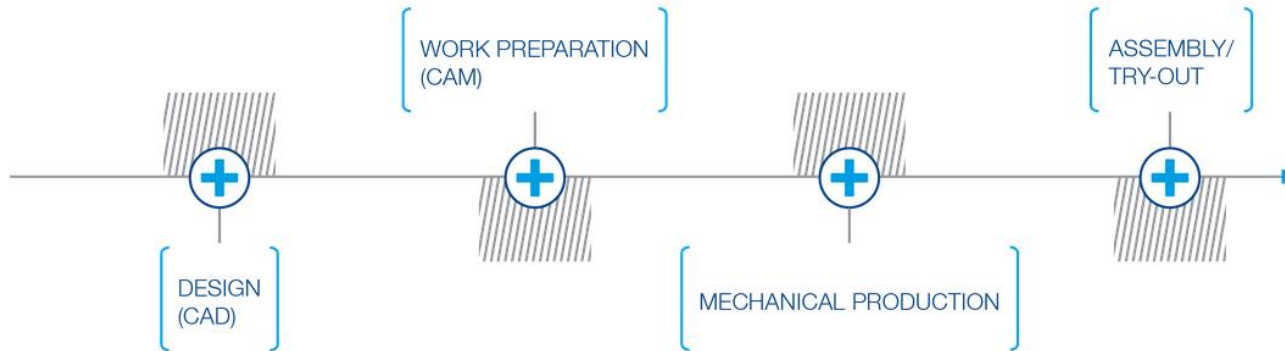 DESIGN
(CAD)
WORK PREPARATION
(CAM)
MECHANICAL PRODUCTION
ASSEMBLY/
TRY-OUT